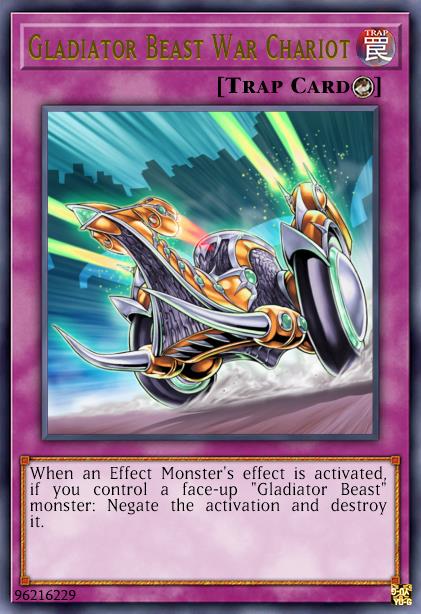 GLADIATOR BEAST WAR CHARIOT
TRAP
罠
[TRAP CARD]
When an Effect Monster's effect is activated,
if you control a face-up "Gladiator Beast"
monster: Negate the activation and destroy
it.
96216229